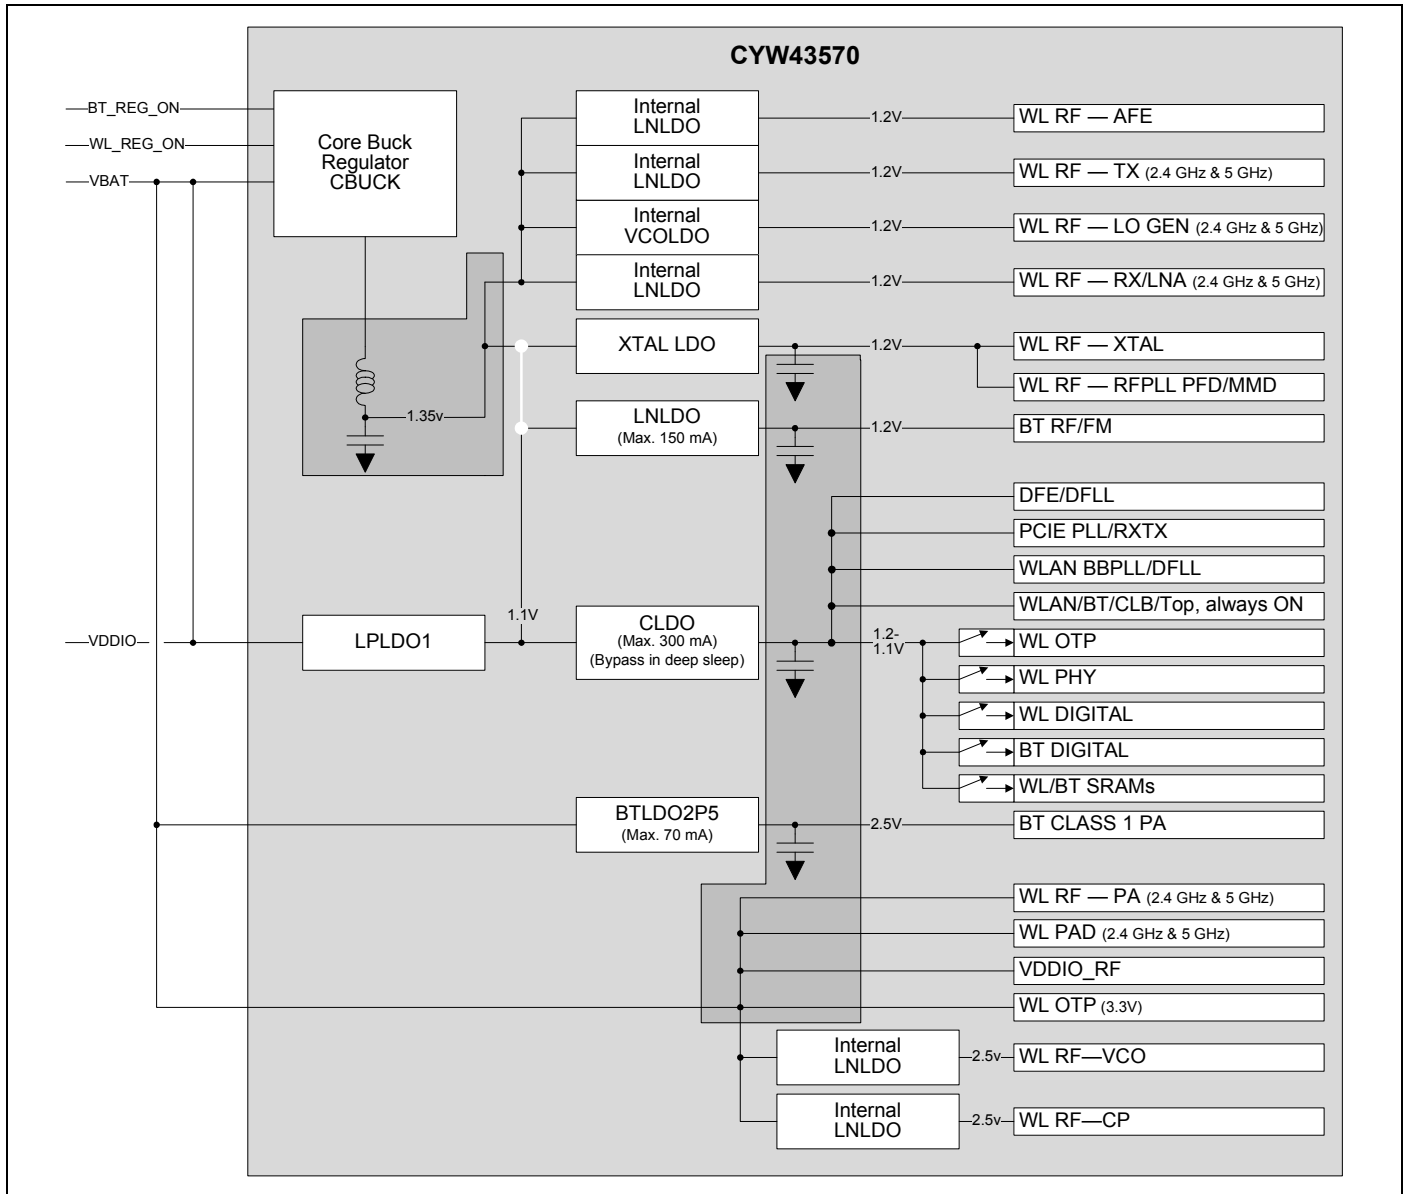 CYW43570
BT_REG_ON
WL_REG_ON
VBAT
Core Buck
Regulator
CBUCK
Internal
LNLDO
1.2V
WL RF — AFE
Internal
LNLDO
1.2V
WL RF — TX (2.4 GHz & 5 GHz)
Internal
VCOLDO
1.2V
WL RF — LO GEN (2.4 GHz & 5 GHz)
Internal
LNLDO
1.2V
WL RF — RX/LNA (2.4 GHz & 5 GHz)
XTAL LDO
1.2V
WL RF — XTAL
WL RF — RFPLL PFD/MMD
1.35v
LNLDO
(Max. 150 mA)
1.2V
BT RF/FM
DFE/DFLL
PCIE PLL/RXTX
WLAN BBPLL/DFLL
WLAN/BT/CLB/Top, always ON
VDDIO
LPLDO1
1.1V
CLDO
(Max. 300 mA)
(Bypass in deep sleep)
1.2-
1.1V
WL OTP
WL PHY
WL DIGITAL
BT DIGITAL
WL/BT SRAMs
BTLDO2P5
(Max. 70 mA)
2.5V
BT CLASS 1 PA
WL RF — PA (2.4 GHz & 5 GHz)
WL PAD (2.4 GHz & 5 GHz)
VDDIO_RF
WL OTP (3.3V)
Internal
LNLDO
2.5v
WL RF—VCO
Internal
LNLDO
2.5v
WL RF—CP